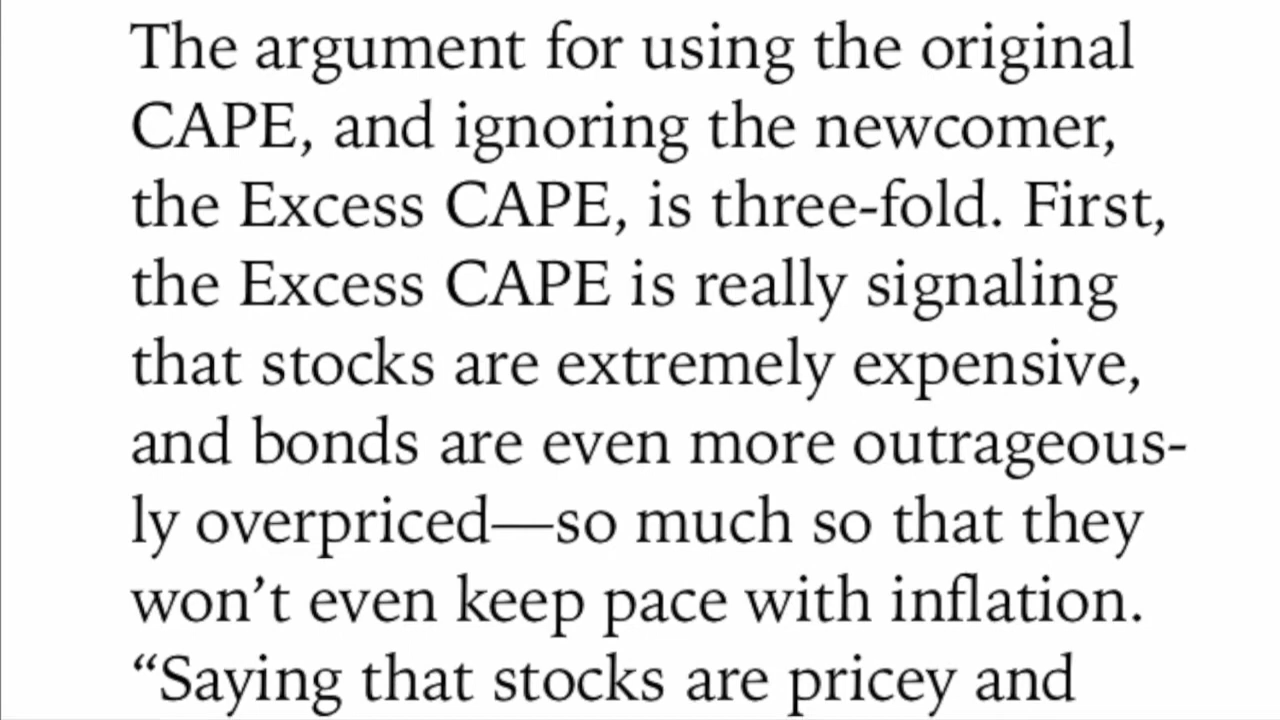 The argument for using the original
CAPE, and ignoring the newcomer,
the Excess CAPE, is three-fold. First,
the Excess CAPE is really signaling
that stocks are extremely expensive,
and bonds are even more outrageous-
ly overpriced—so much so that they
won’t even keep pace with inflation.
“Saying that stocks are pricey and